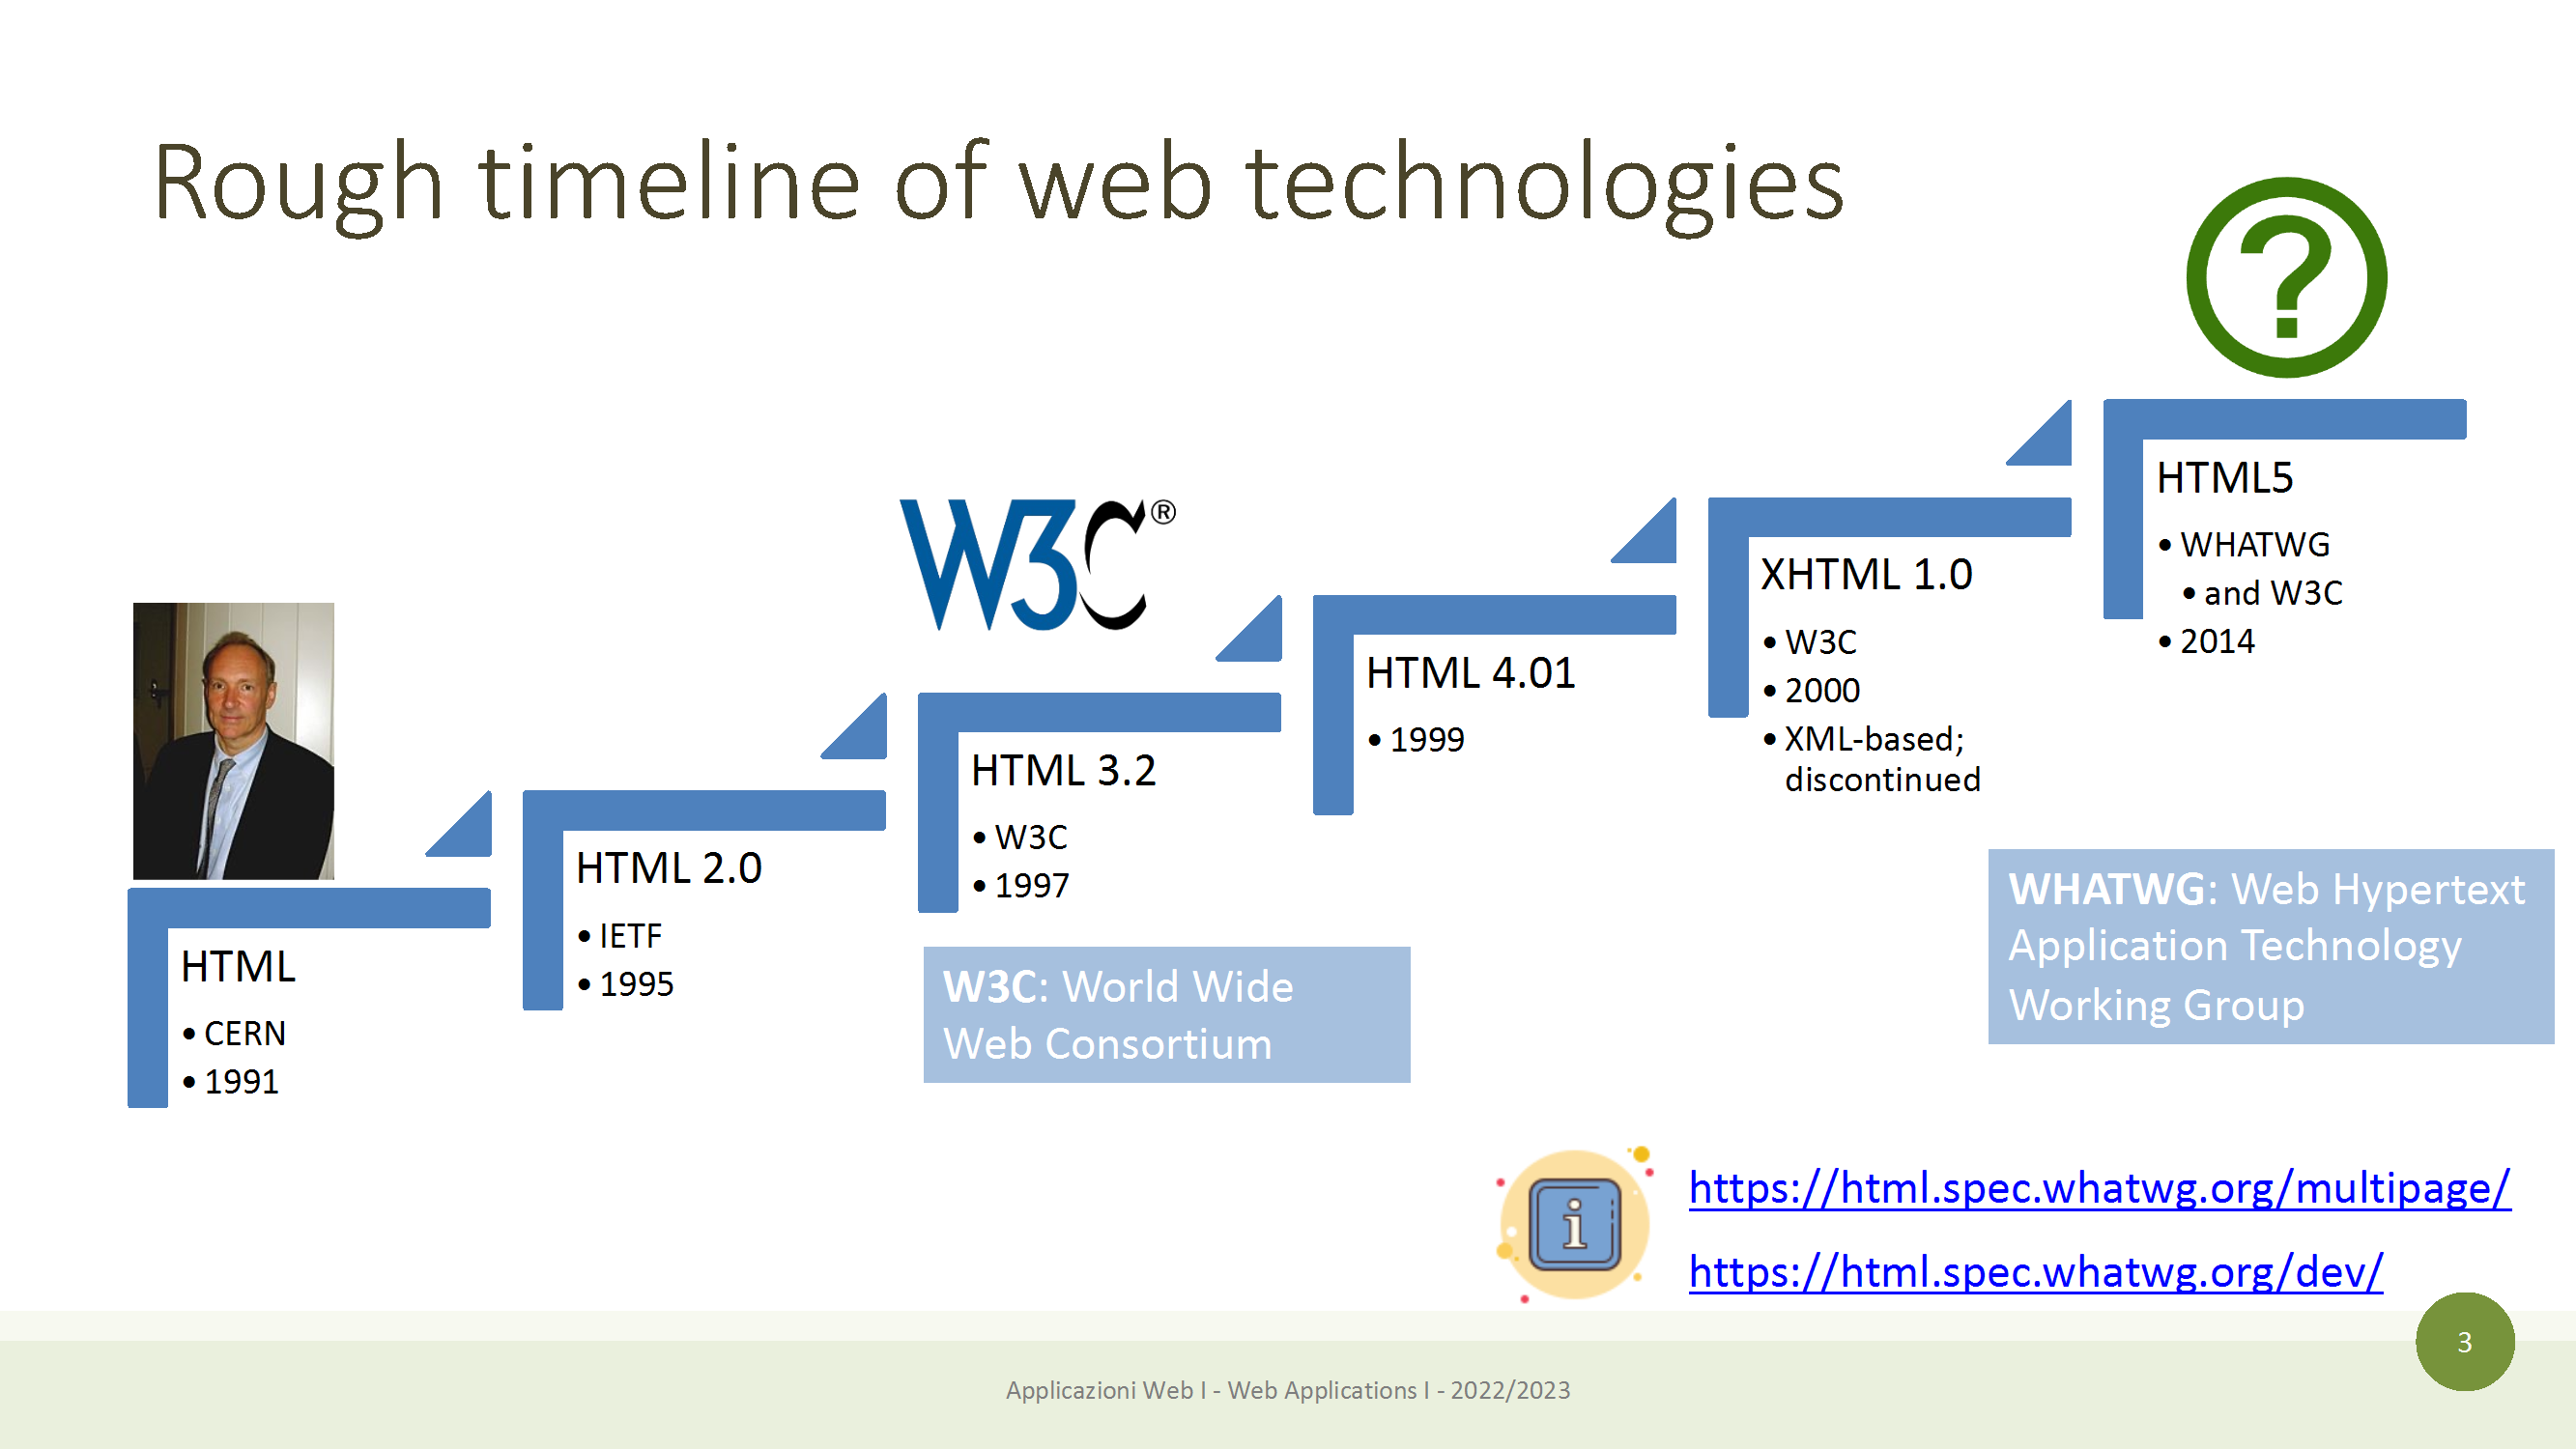 Rough timeline of web technologies
HTML
• CERN
• 1991
HTML 2.0
• IETF
• 1995
W3C®
HTML 3.2
• W3C
• 1997
W3C: World Wide
Web Consortium
HTML 4.01
• 1999
XHTML 1.0
• W3C
• 2000
• XML-based;
discontinued
?
HTML5
• WHATWG
• and W3C
• 2014
WHATWG: Web Hypertext
Application Technology
Working Group
i
https://html.spec.whatwg.org/multipage/
https://html.spec.whatwg.org/dev/
3
Applicazioni Web I - Web Applications I - 2022/2023